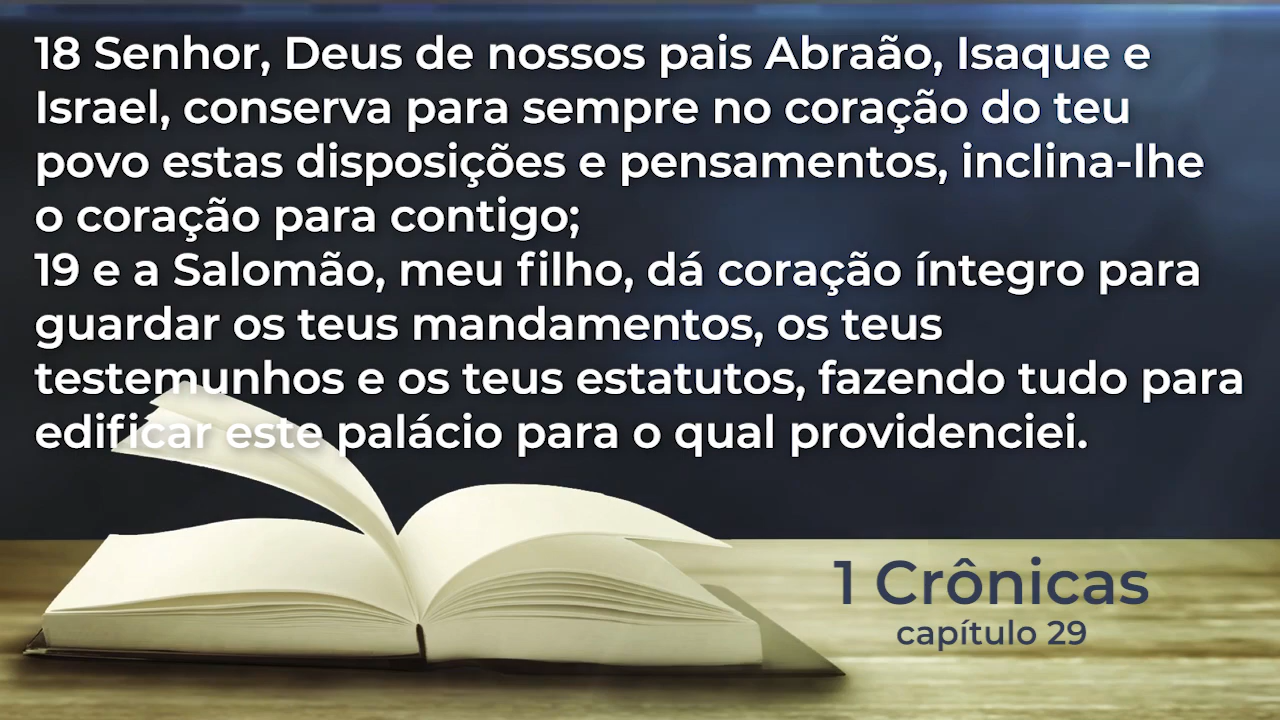 18 Senhor, Deus de nossos pais Abraão, Isaque e
Israel, conserva para sempre no coração do teu
povo estas disposições e pensamentos, inclina-lhe
o coração para contigo;
19 e a Salomão, meu filho, dá coração íntegro para
guardar os teus mandamentos, os teus
testemunhos e os teus estatutos, fazendo tudo para
edificar este palácio para o qual providenciei.
1 Crônicas
capítulo 29